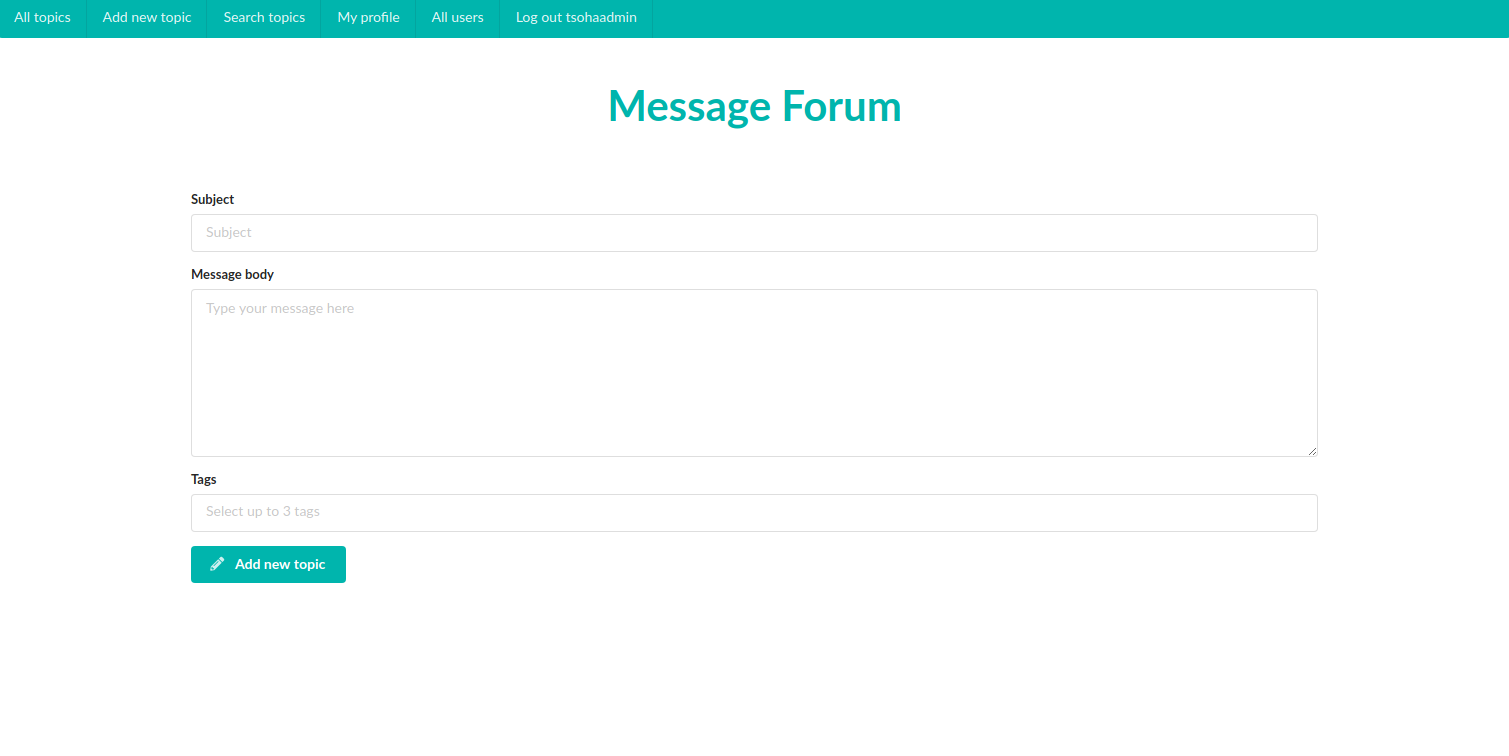 All topics Add new topic Search topics My profile All users Log out tsohaadmin
Message Forum
Subject
Subject
Message body
Type your message here
Tags
Select up to 3 tags
Add new topic